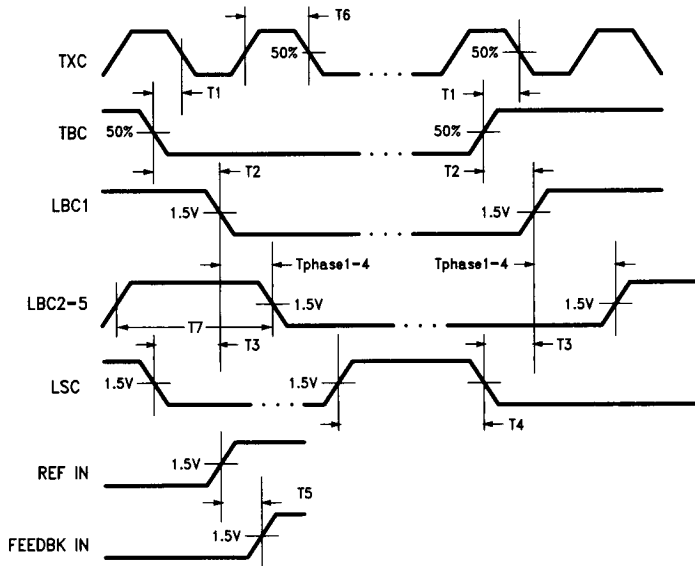 T6
TXC
50%
50%
T1
T1
TBC
50%
50%
T2
T2
LBC1
1.5V
1.5V
Tphase1-4
Tphase1-4
LBC2-5
1.5V
1.5V
T7
T3
T3
LSC
1.5V
1.5V
T4
REF IN
1.5V
T5
FEEDBK IN
1.5V